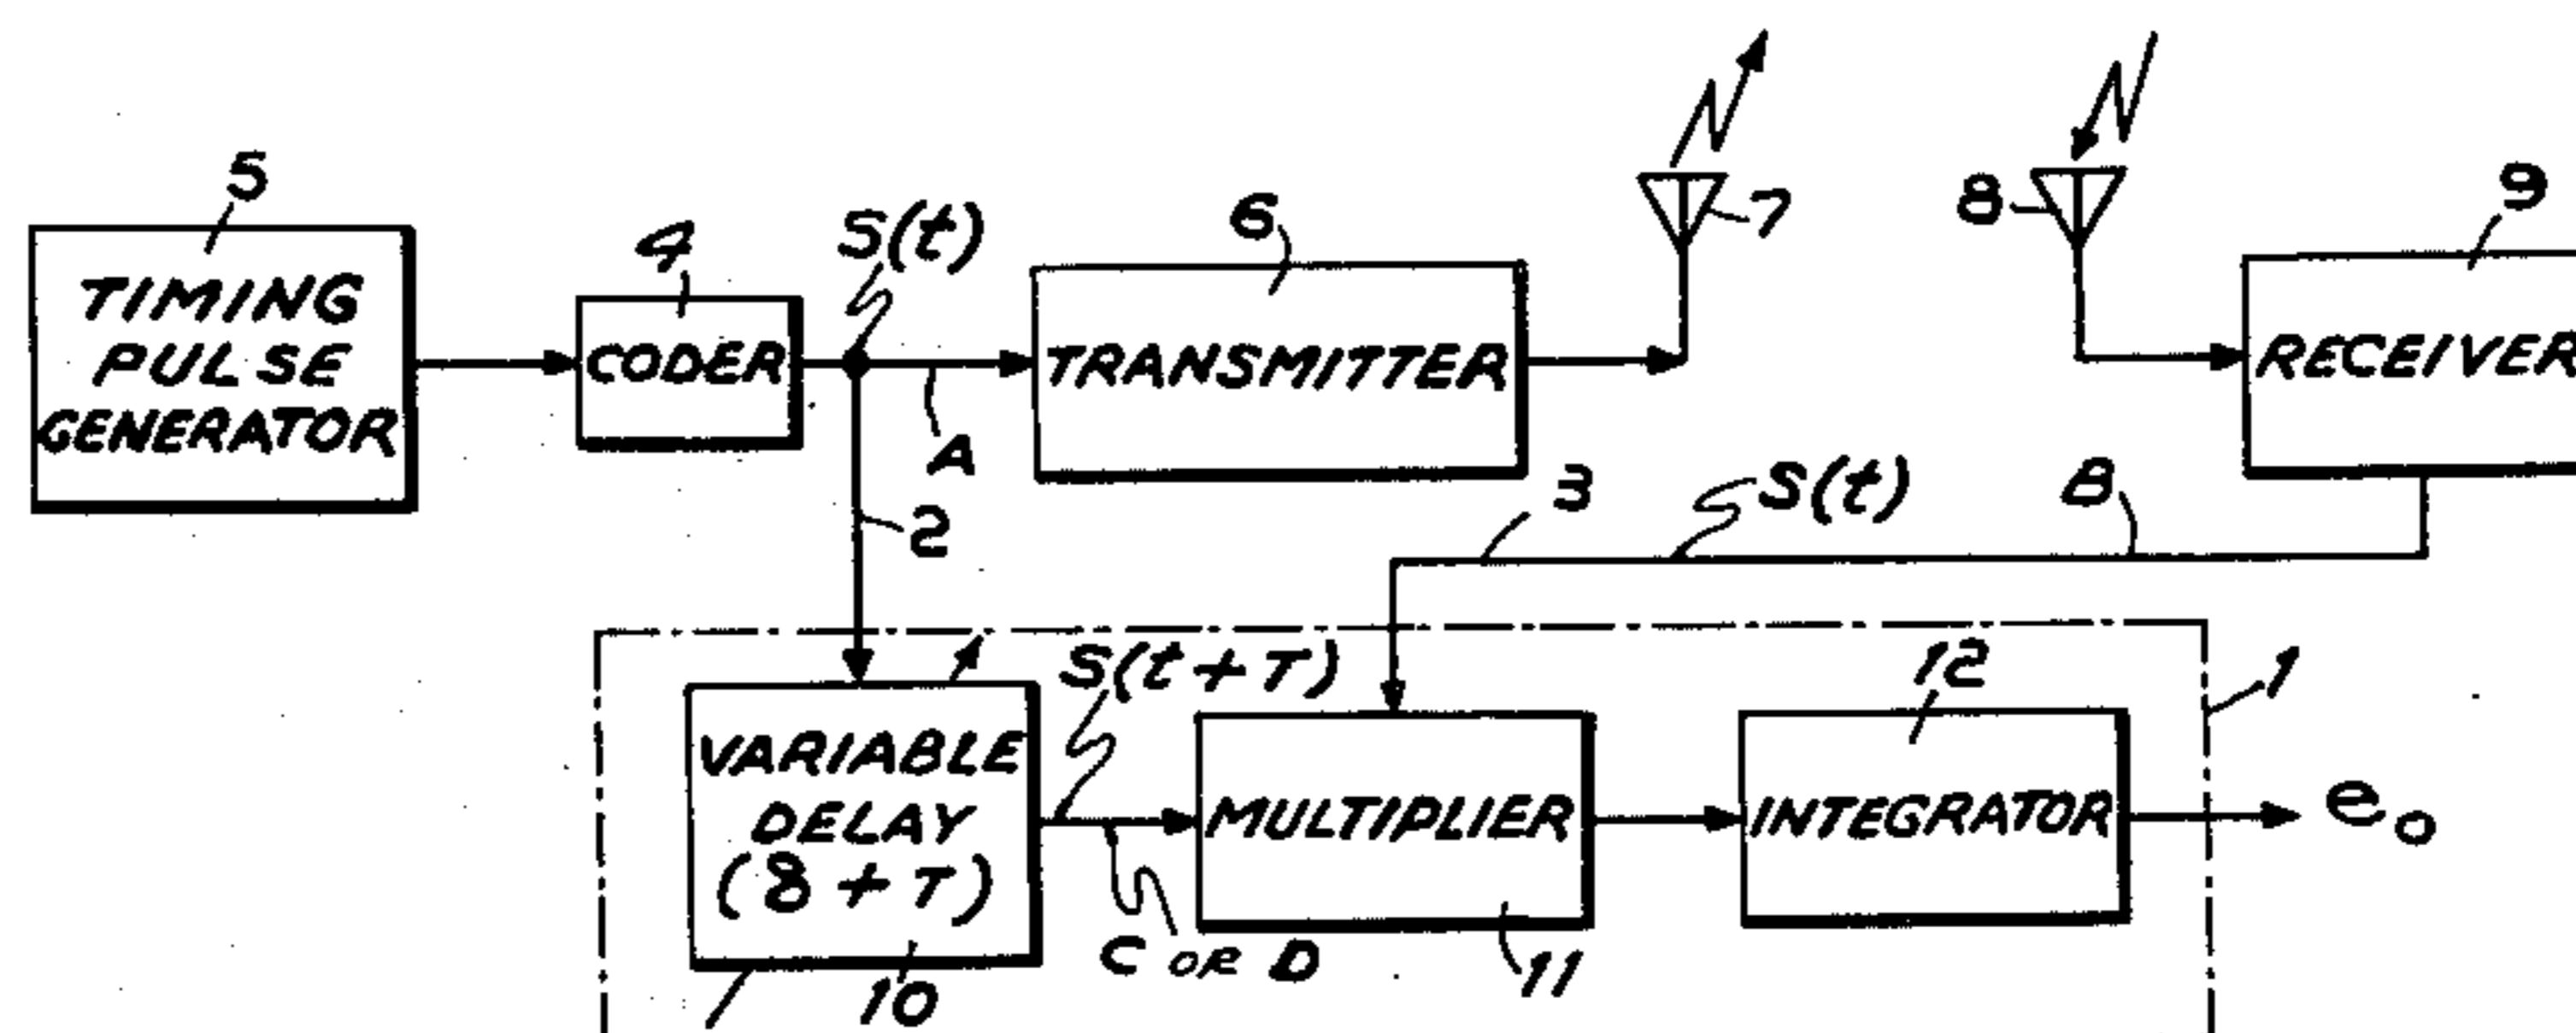 5
TIMING
PULSE
GENERATOR
4
CODER
S(t)
A
2
6
TRANSMITTER
7
8
9
RECEIVER
3
S(t)
B
1
VARIABLE
DELAY
(δ + τ)
10
S(t + τ)
C OR D
MULTIPLIER
11
12
INTEGRATOR
e₀